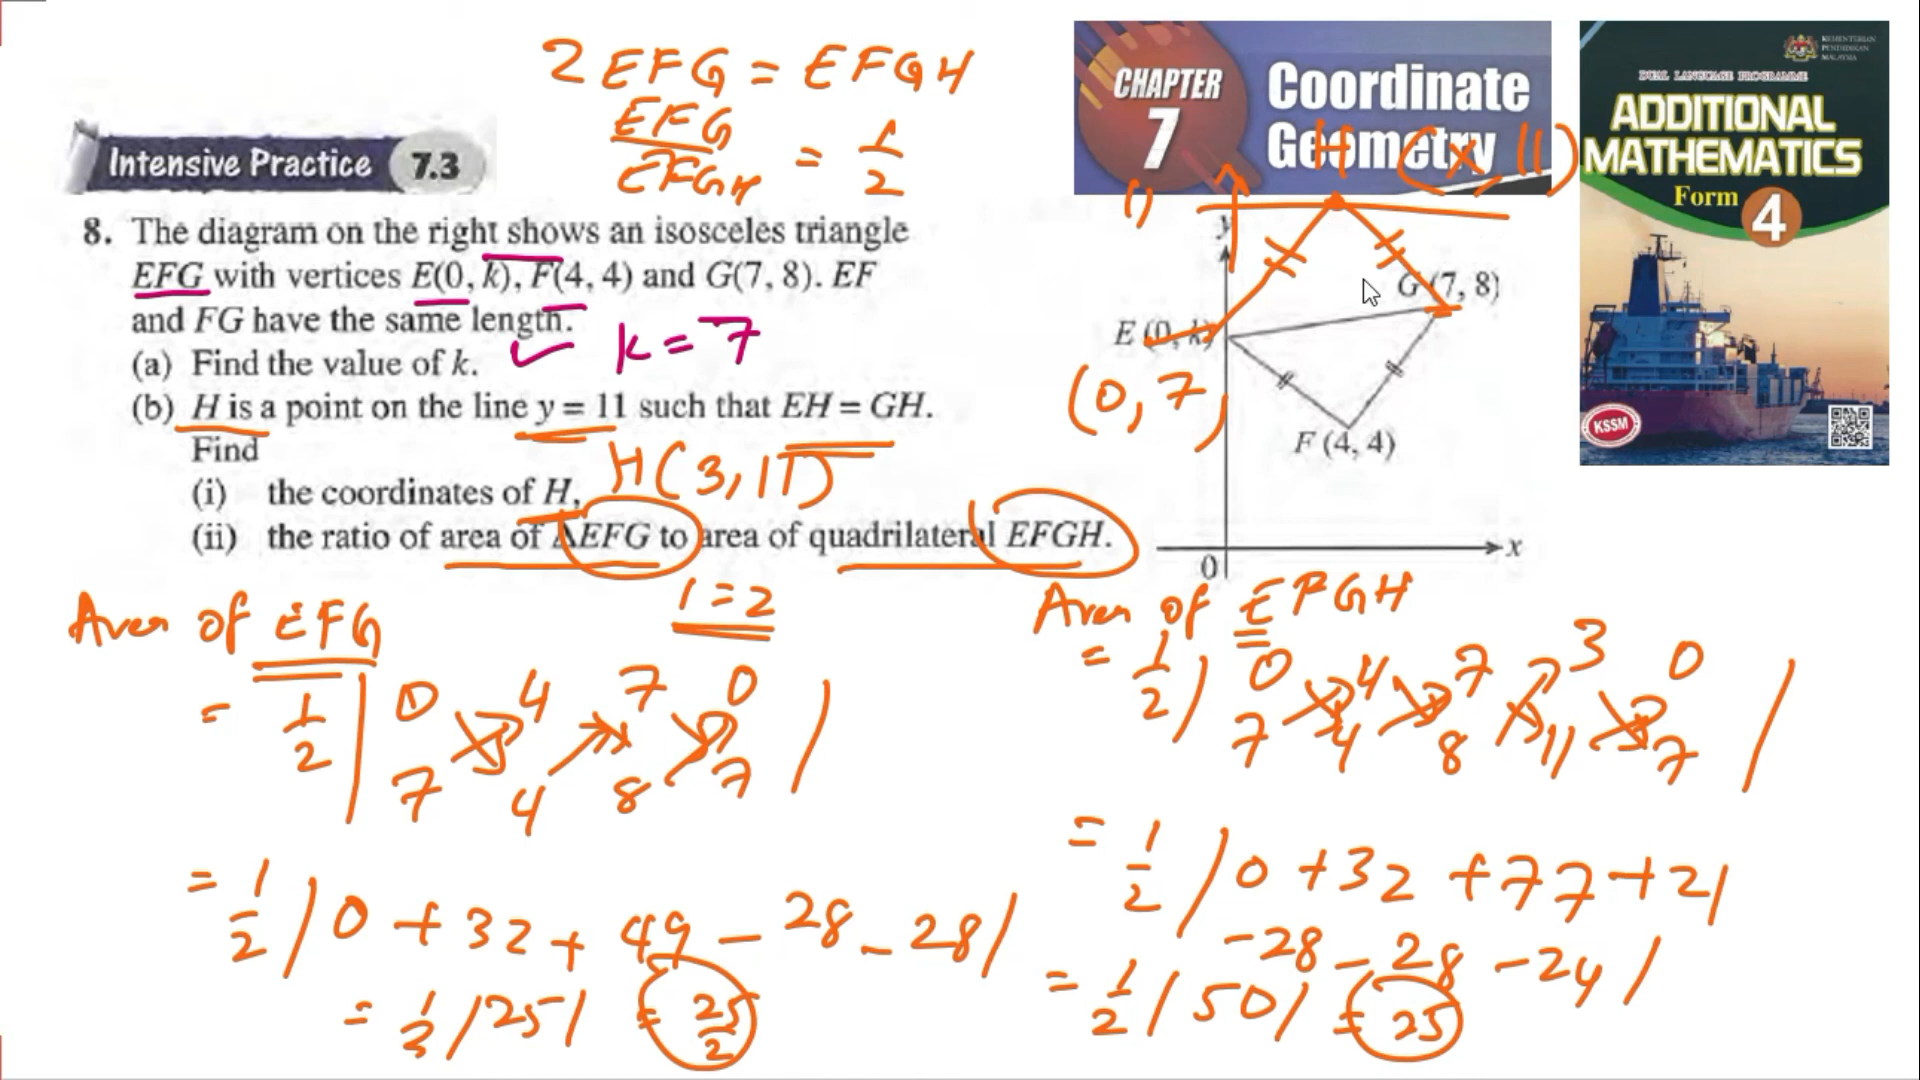 2 EFG = EFGH
EFG
EFGH
= 1
2
CHAPTER
7
Coordinate
Geometry
H (x, 11)
KEMENTERIAN
PENDIDIKAN
MALAYSIA
DUAL LANGUAGE PROGRAMME
ADDITIONAL
MATHEMATICS
Form 4
KSSM
Intensive Practice 7.3
8. The diagram on the right shows an isosceles triangle
EFG with vertices E(0, k), F(4, 4) and G(7, 8). EF
and FG have the same length.
k = 7
(a) Find the value of k.
(b) H is a point on the line y = 11 such that EH = GH.
Find
H(3, 11)
(i) the coordinates of H,
(ii) the ratio of area of ΔEFG to area of quadrilateral EFGH.
1 = 2
11
y
G (7, 8)
E (0, k)
(0, 7)
F (4, 4)
0
x
Area of EFG
= 1/2 | 0 4 7 0 |
7 4 8 7
= 1/2 | 0 + 32 + 49 - 28 - 28 |
= 1/2 | 25 | = 25/2
Area of EFGH
= 1/2 | 0 4 7 3 0 |
7 4 8 11 7
= 1/2 | 0 + 32 + 77 + 21
-28 - 28 - 24 |
= 1/2 | 50 | = 25